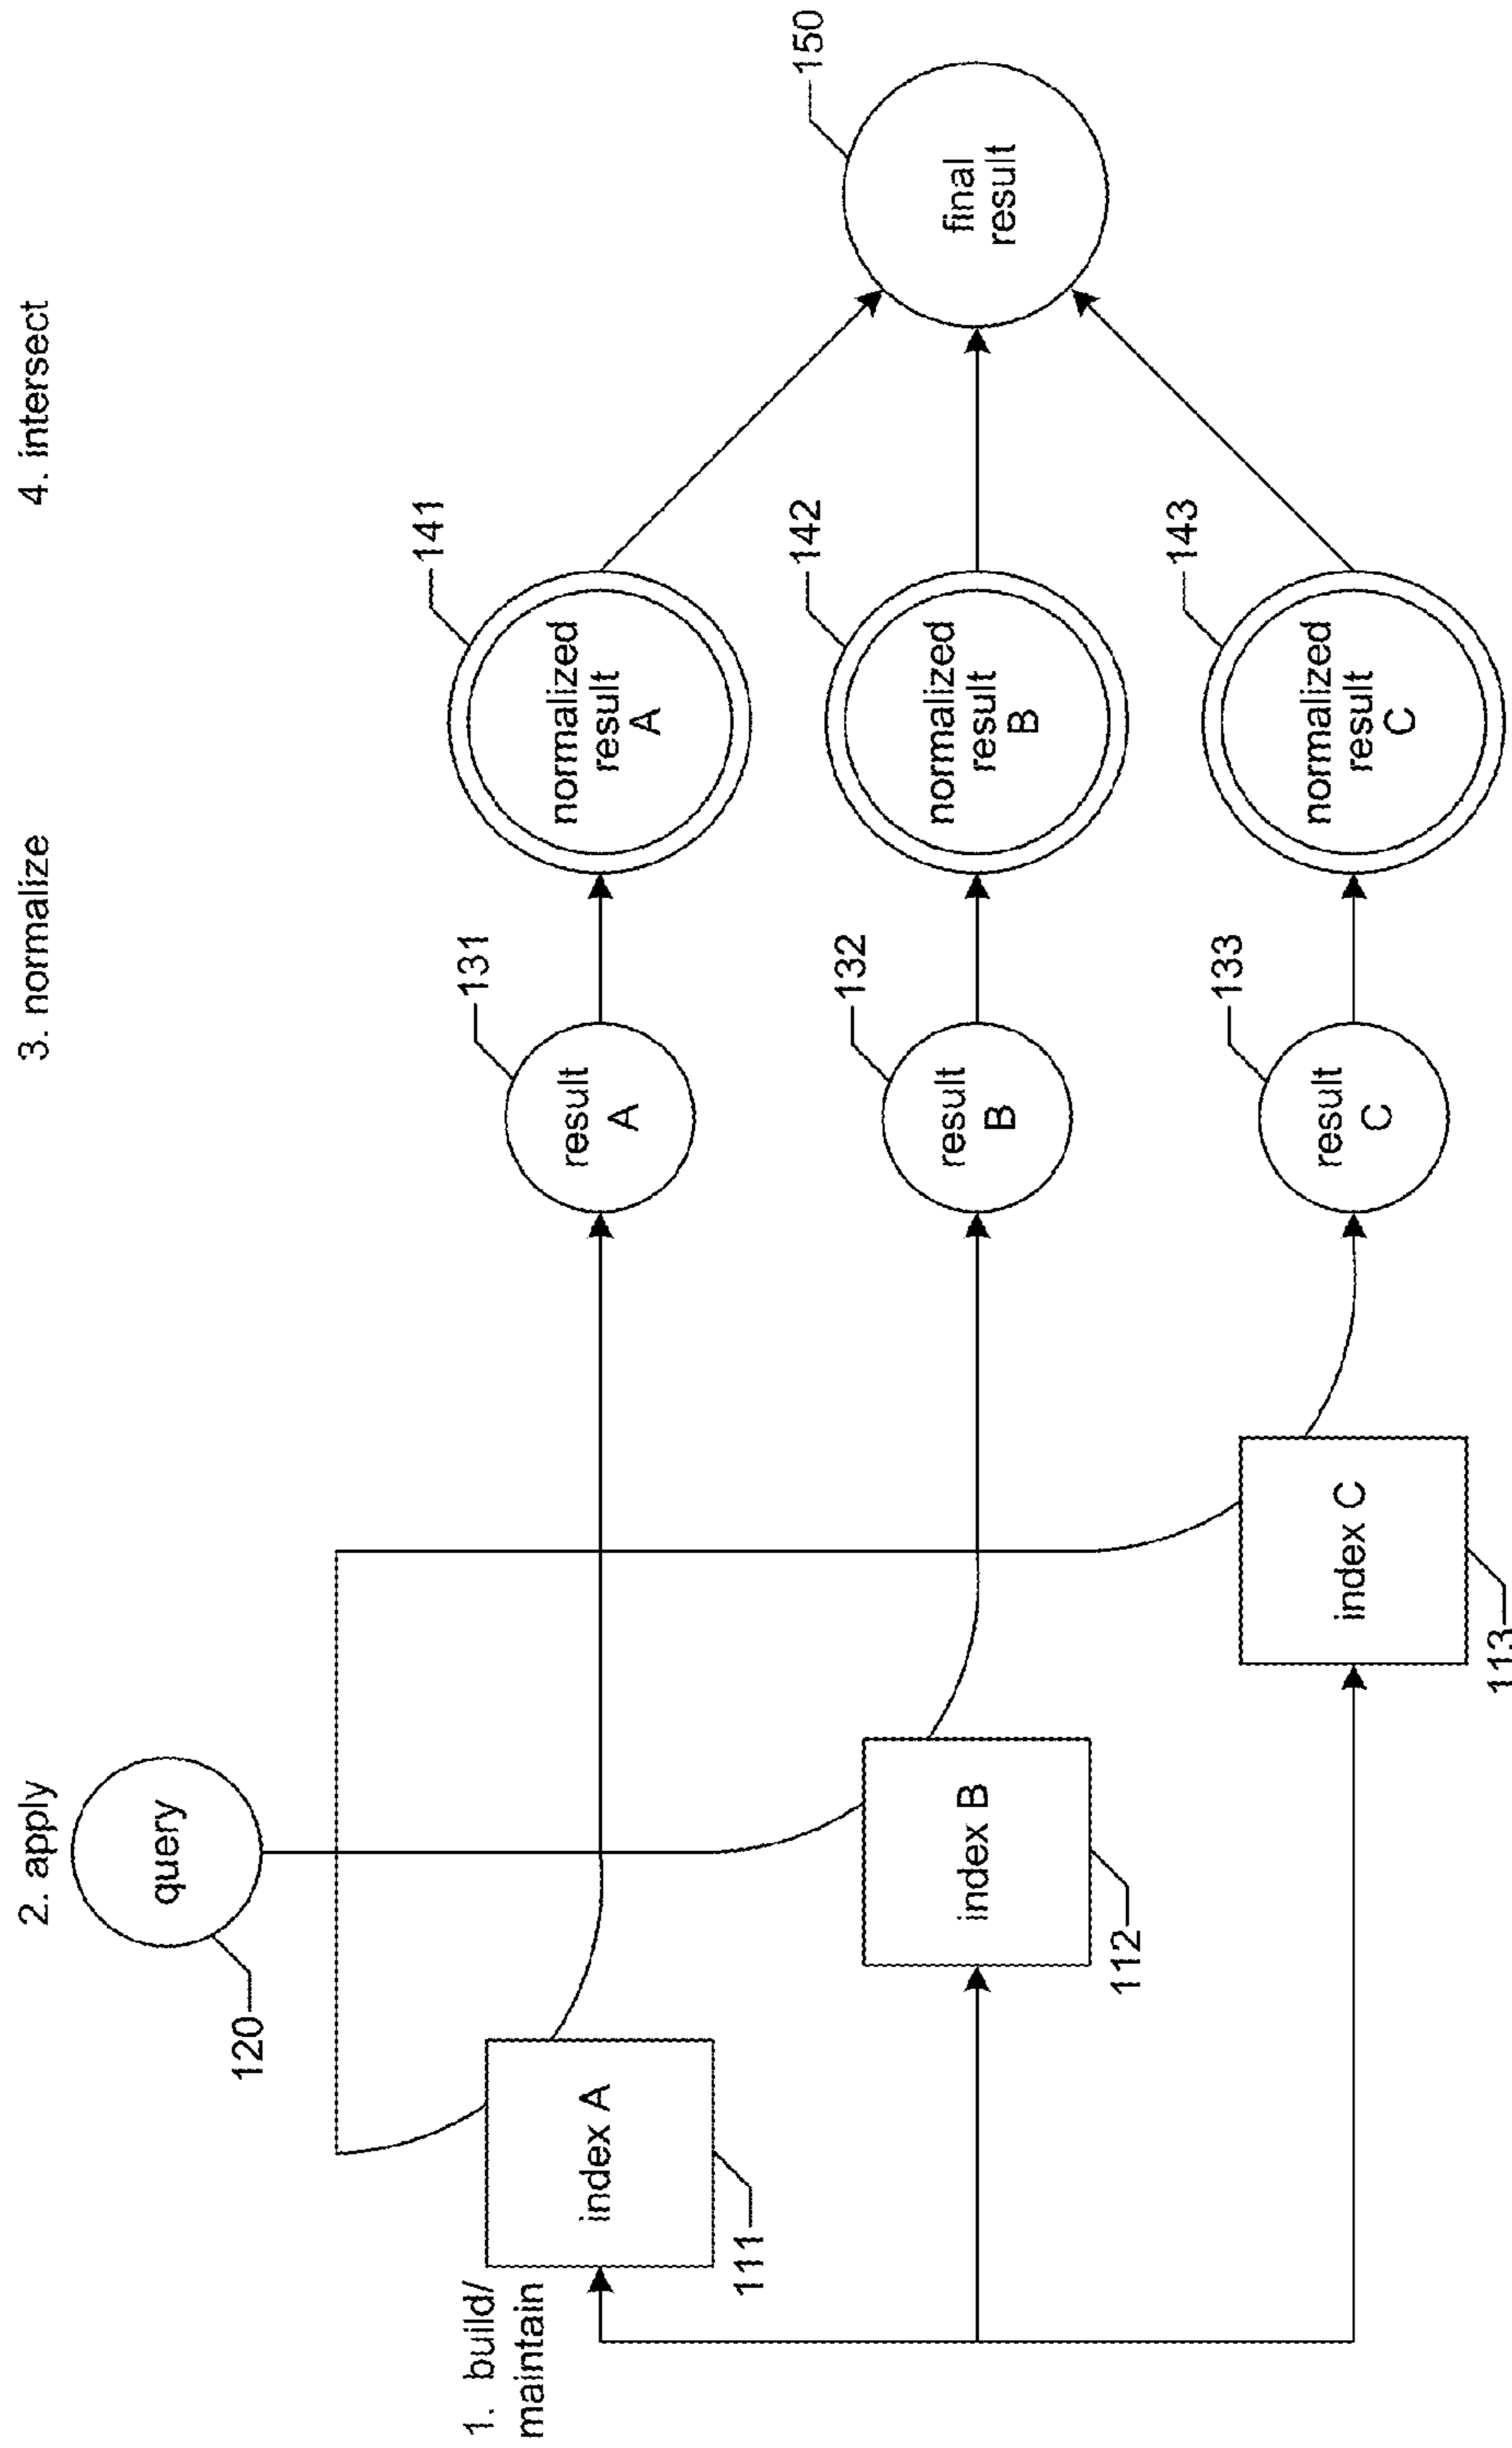 1. build/
maintain
2. apply
3. normalize
4. intersect
query
120
index A
111
index B
112
index C
113
result
A
131
result
B
132
result
C
133
normalized
result
A
141
normalized
result
B
142
normalized
result
C
143
final
result
150